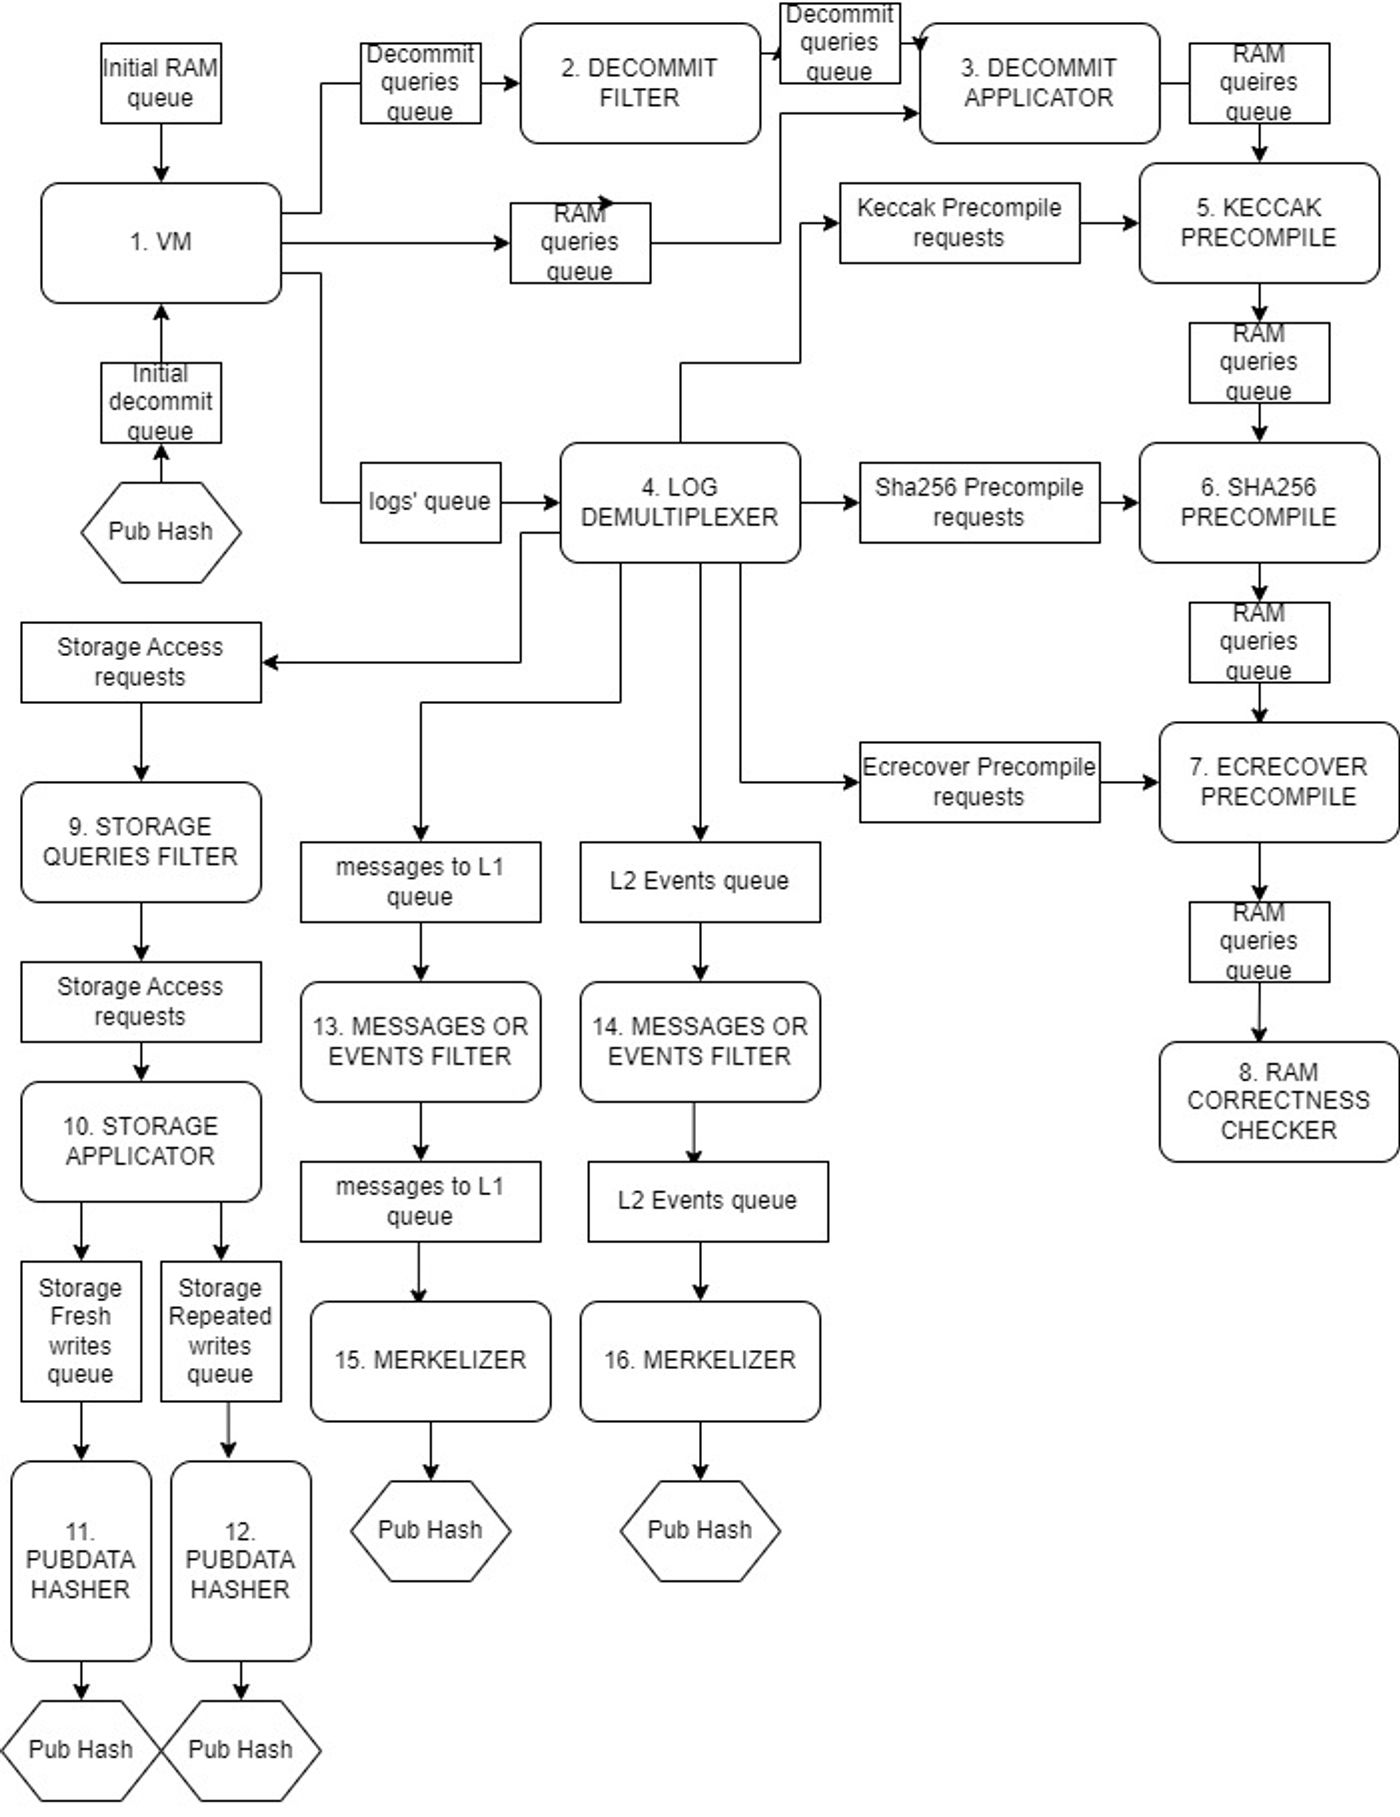 Initial RAM
queue
Decommit
queries
queue
2. DECOMMIT
FILTER
Decommit
queries
queue
3. DECOMMIT
APPLICATOR
RAM
queires
queue
1. VM
RAM
queries
queue
Keccak Precompile
requests
5. KECCAK
PRECOMPILE
Initial
decommit
queue
RAM
queries
queue
Pub Hash
logs' queue
4. LOG
DEMULTIPLEXER
Sha256 Precompile
requests
6. SHA256
PRECOMPILE
Storage Access
requests
RAM
queries
queue
Ecrecover Precompile
requests
7. ECRECOVER
PRECOMPILE
9. STORAGE
QUERIES FILTER
messages to L1
queue
L2 Events queue
RAM
queries
queue
Storage Access
requests
13. MESSAGES OR
EVENTS FILTER
14. MESSAGES OR
EVENTS FILTER
8. RAM
CORRECTNESS
CHECKER
10. STORAGE
APPLICATOR
messages to L1
queue
L2 Events queue
Storage
Fresh
writes
queue
Storage
Repeated
writes
queue
15. MERKELIZER
16. MERKELIZER
11.
PUBDATA
HASHER
12.
PUBDATA
HASHER
Pub Hash
Pub Hash
Pub Hash
Pub Hash